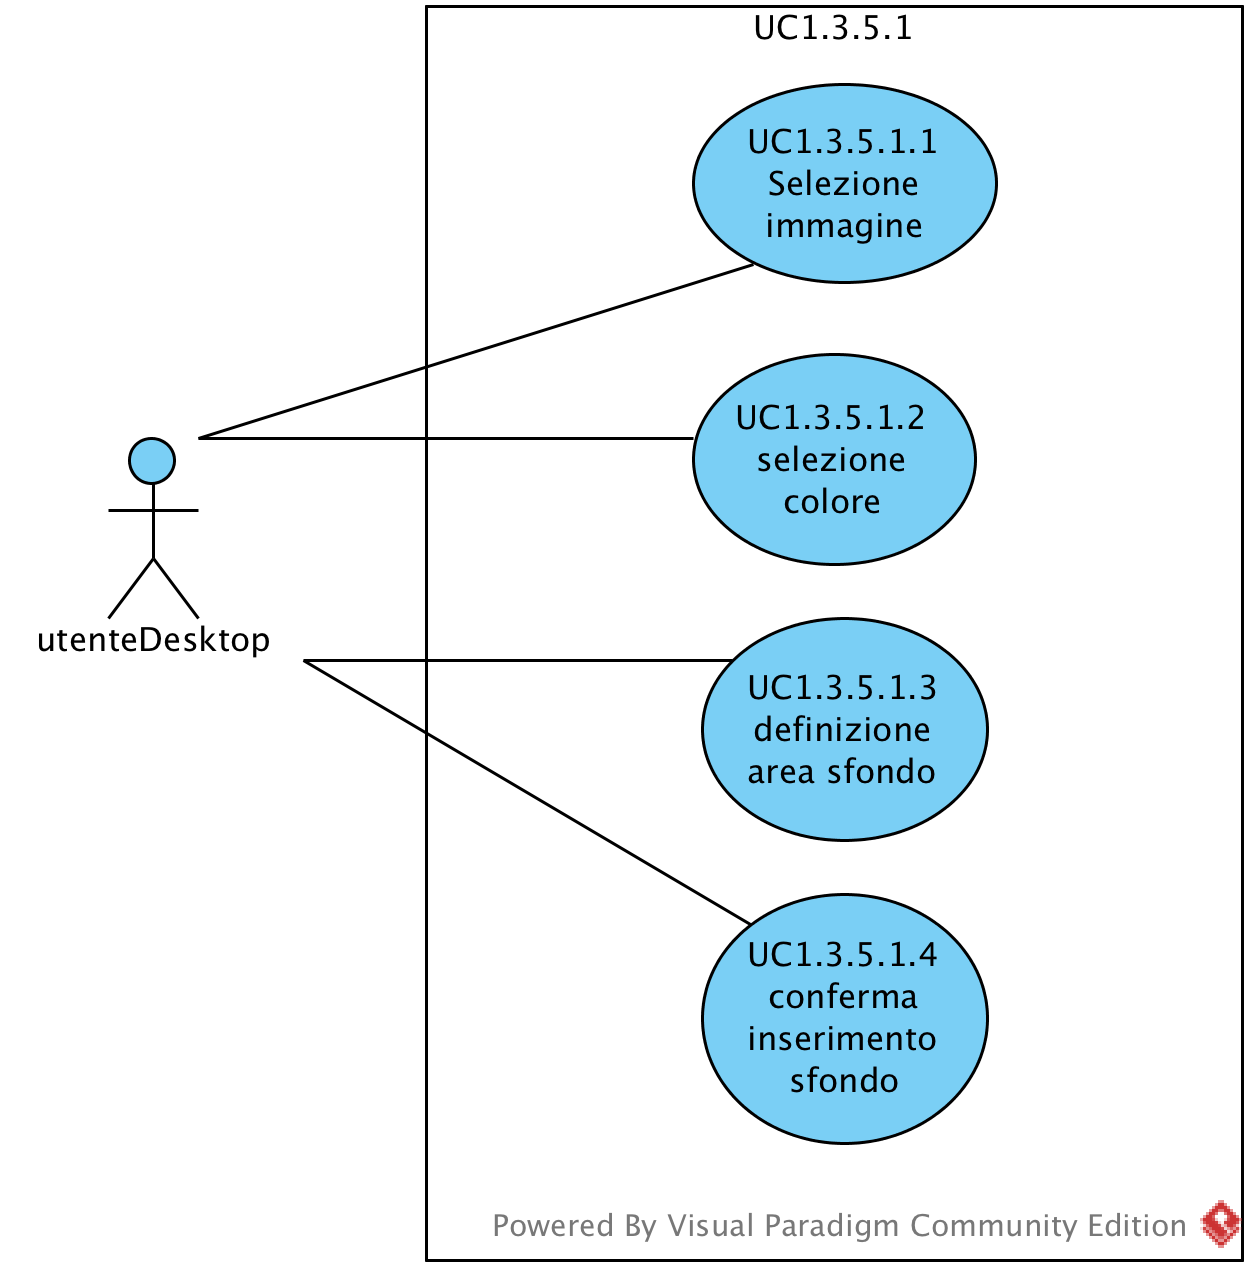 UC1.3.5.1
UC1.3.5.1.1
Selezione
immagine
UC1.3.5.1.2
selezione
colore
utenteDesktop
UC1.3.5.1.3
definizione
area sfondo
UC1.3.5.1.4
conferma
inserimento
sfondo
Powered By Visual Paradigm Community Edition